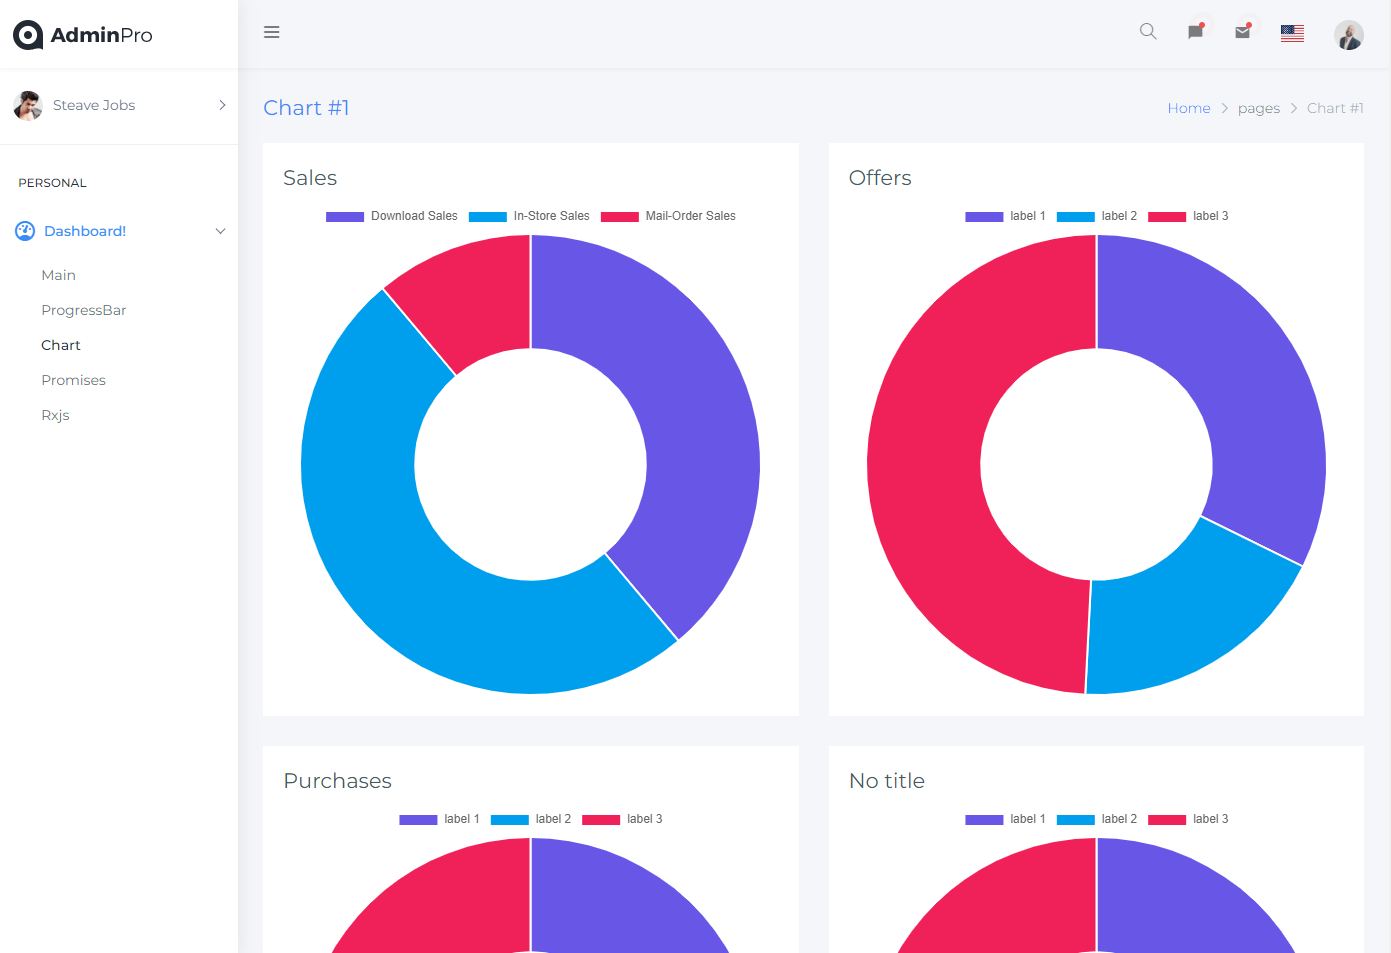 AdminPro
Steave Jobs
PERSONAL
Dashboard!
Main
ProgressBar
Chart
Promises
Rxjs
Chart #1
Home > pages > Chart #1
Sales
Download Sales In-Store Sales Mail-Order Sales
Offers
label 1 label 2 label 3
Purchases
label 1 label 2 label 3
No title
label 1 label 2 label 3